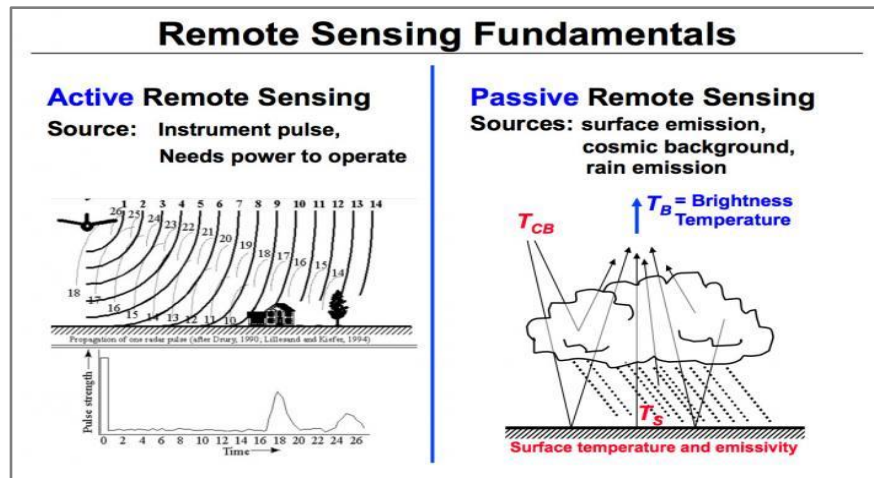 Remote Sensing Fundamentals
Active Remote Sensing
Source: Instrument pulse,
Needs power to operate
1 2 3 4 5 6 7 8 9 10 11 12 13 14
26 25 24 23 22 21 20 19 18 17 16 15 14
18 17 16 15 14 13 12 11 10
Propagation of one radar pulse (after Drury, 1990; Lillesand and Kiefer, 1994)
Pulse strength
0 2 4 6 8 10 12 14 16 18 20 22 24 26
Time
Passive Remote Sensing
Sources: surface emission,
cosmic background,
rain emission
TCB
TB = Brightness
Temperature
TS
Surface temperature and emissivity